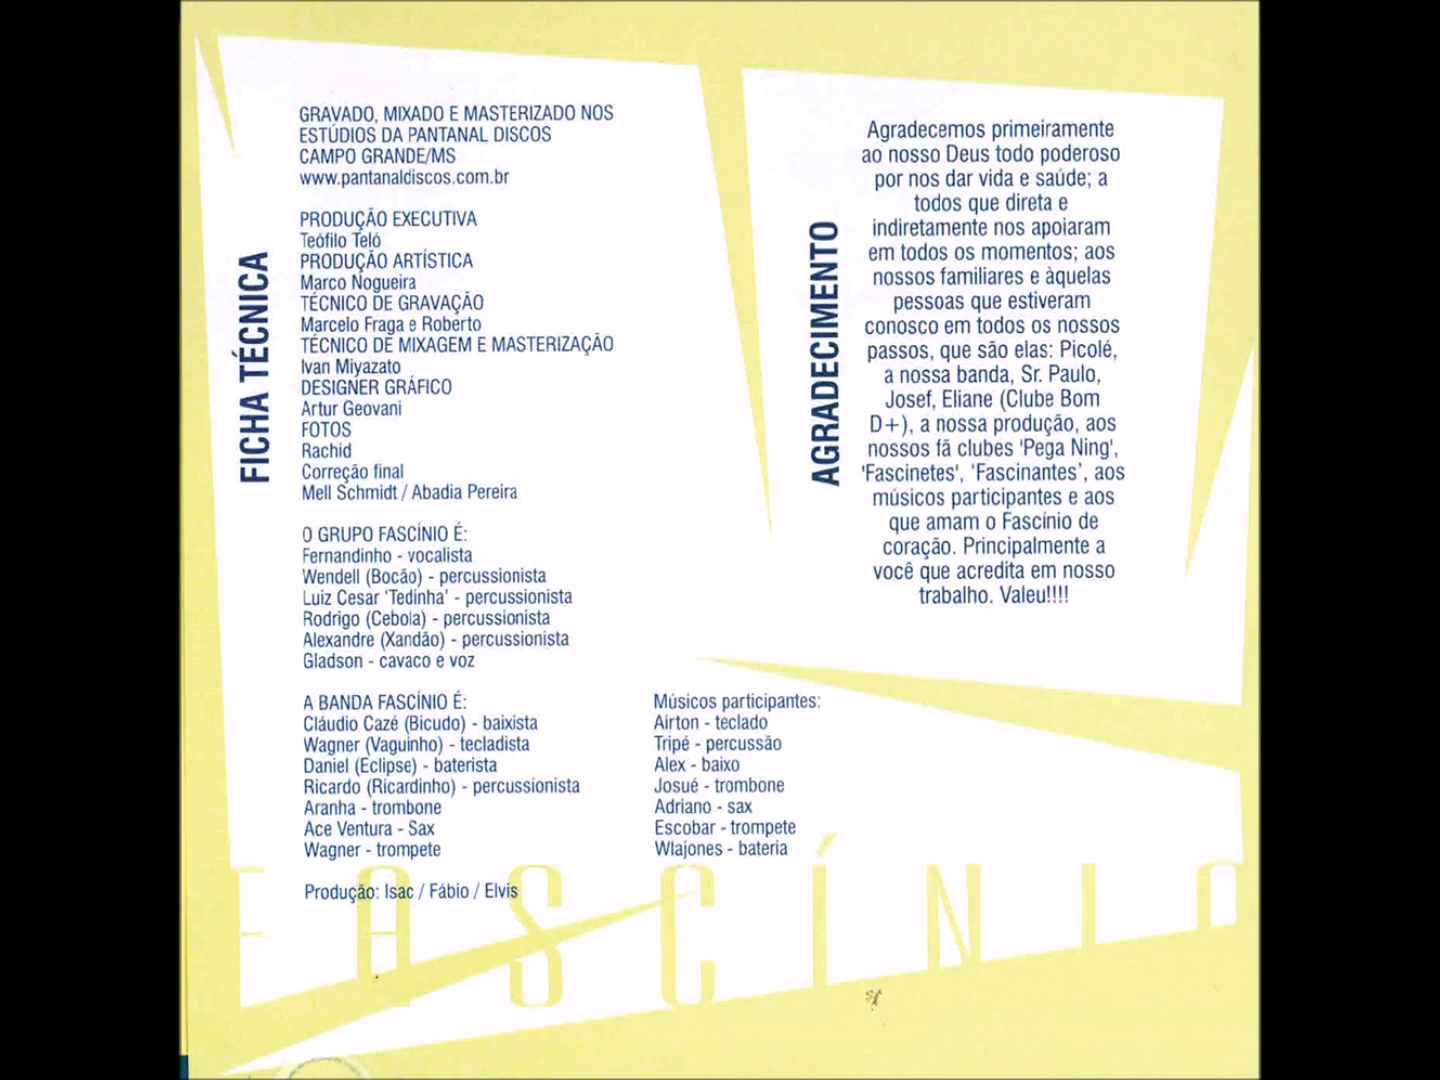 FICHA TÉCNICA
GRAVADO, MIXADO E MASTERIZADO NOS
ESTÚDIOS DA PANTANAL DISCOS
CAMPO GRANDE/MS
www.pantanaldiscos.com.br
PRODUÇÃO EXECUTIVA
Teófilo Teló
PRODUÇÃO ARTÍSTICA
Marco Nogueira
TÉCNICO DE GRAVAÇÃO
Marcelo Fraga e Roberto
TÉCNICO DE MIXAGEM E MASTERIZAÇÃO
Ivan Miyazato
DESIGNER GRÁFICO
Artur Geovani
FOTOS
Rachid
Correção final
Mell Schmidt / Abadia Pereira
O GRUPO FASCÍNIO É:
Fernandinho - vocalista
Wendell (Bocão) - percussionista
Luiz Cesar 'Tedinha' - percussionista
Rodrigo (Cebola) - percussionista
Alexandre (Xandão) - percussionista
Gladson - cavaco e voz
A BANDA FASCÍNIO É:
Cláudio Cazé (Bicudo) - baixista
Wagner (Vaguinho) - tecladista
Daniel (Eclipse) - baterista
Ricardo (Ricardinho) - percussionista
Aranha - trombone
Ace Ventura - Sax
Wagner - trompete
Produção: Isac / Fábio / Elvis
Músicos participantes:
Airton - teclado
Tripé - percussão
Alex - baixo
Josué - trombone
Adriano - sax
Escobar - trompete
Wlajones - bateria
AGRADECIMENTO
Agradecemos primeiramente
ao nosso Deus todo poderoso
por nos dar vida e saúde; a
todos que direta e
indiretamente nos apoiaram
em todos os momentos; aos
nossos familiares e àquelas
pessoas que estiveram
conosco em todos os nossos
passos, que são elas: Picolé,
a nossa banda, Sr. Paulo,
Josef, Eliane (Clube Bom
D+), a nossa produção, aos
nossos fã clubes 'Pega Ning',
'Fascinetes', 'Fascinantes', aos
músicos participantes e aos
que amam o Fascínio de
coração. Principalmente a
você que acredita em nosso
trabalho. Valeu!!!!
FASCÍNIO